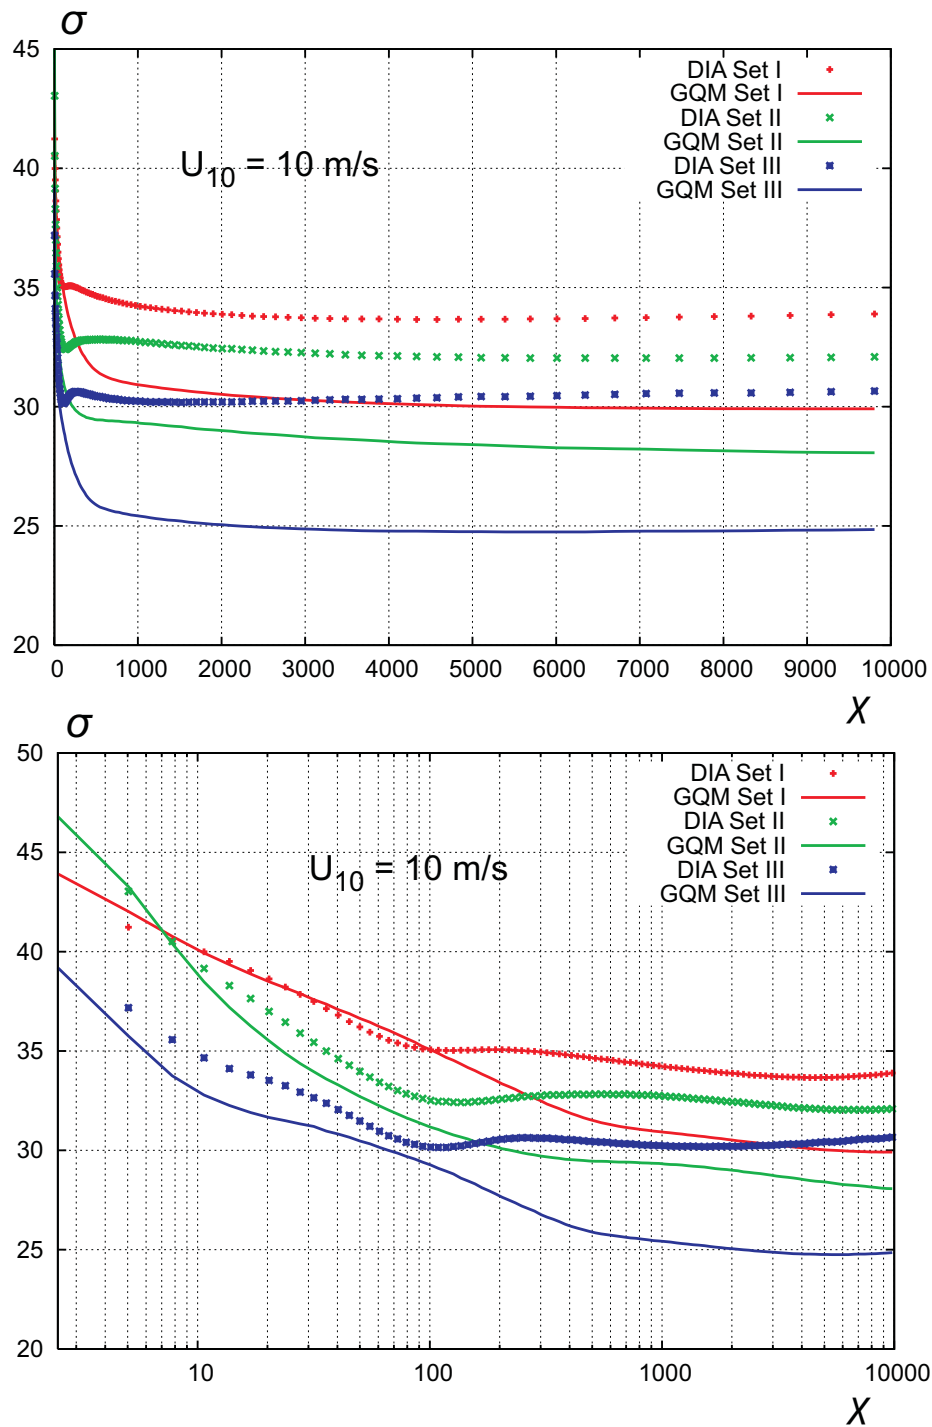 σ
45
40
35
30
25
20
U10 = 10 m/s
DIA Set I
GQM Set I
DIA Set II
GQM Set II
DIA Set III
GQM Set III
0 1000 2000 3000 4000 5000 6000 7000 8000 9000 10000
χ
σ
50
45
40
35
30
25
20
U10 = 10 m/s
DIA Set I
GQM Set I
DIA Set II
GQM Set II
DIA Set III
GQM Set III
10 100 1000 10000
χ